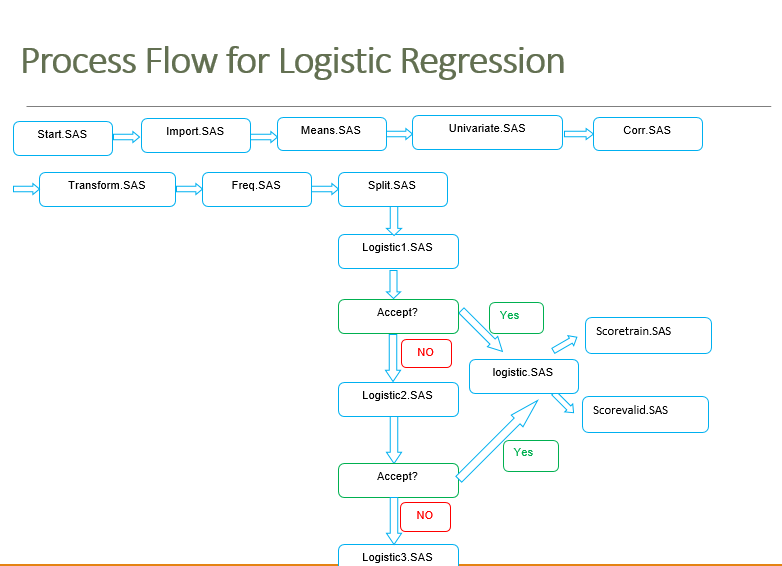 Process Flow for Logistic Regression
Start.SAS
Import.SAS
Means.SAS
Univariate.SAS
Corr.SAS
Transform.SAS
Freq.SAS
Split.SAS
Logistic1.SAS
Accept?
Yes
NO
Scoretrain.SAS
logistic.SAS
Logistic2.SAS
Scorevalid.SAS
Yes
Accept?
NO
Logistic3.SAS